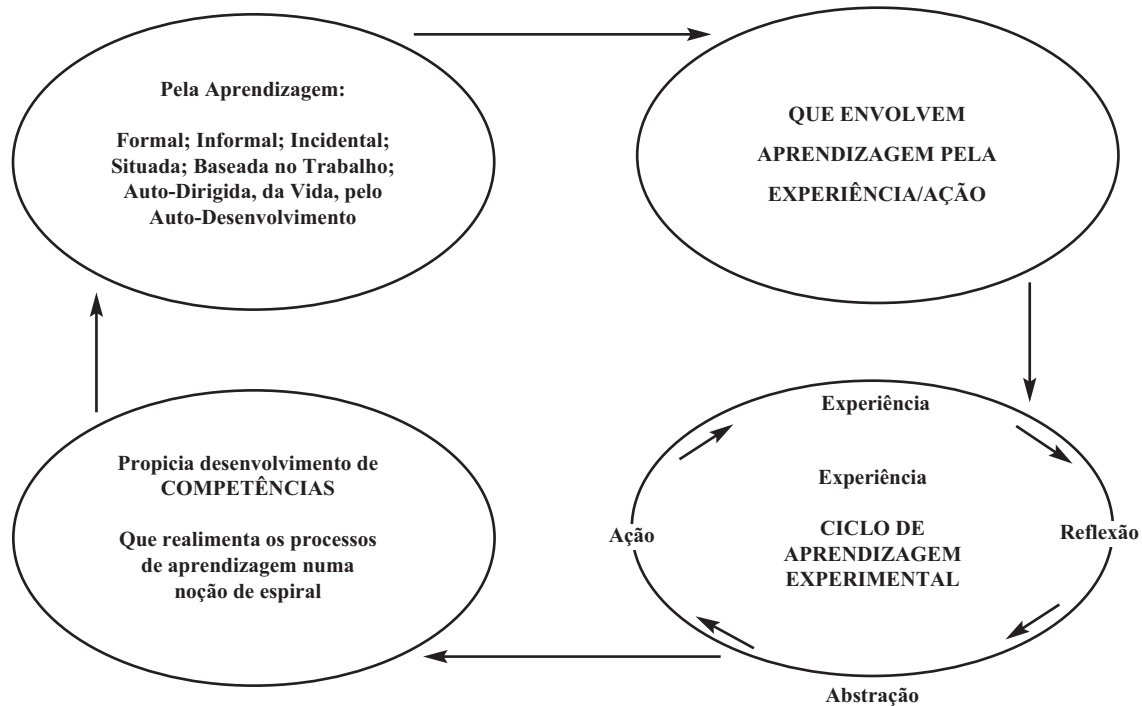 Pela Aprendizagem:
Formal; Informal; Incidental;
Situada; Baseada no Trabalho;
Auto-Dirigida, da Vida, pelo
Auto-Desenvolvimento
QUE ENVOLVEM
APRENDIZAGEM PELA
EXPERIÊNCIA/AÇÃO
Propicia desenvolvimento de
COMPETÊNCIAS
Que realimenta os processos
de aprendizagem numa
noção de espiral
Experiência
Experiência
Ação
CICLO DE
APRENDIZAGEM
EXPERIMENTAL
Reflexão
Abstração